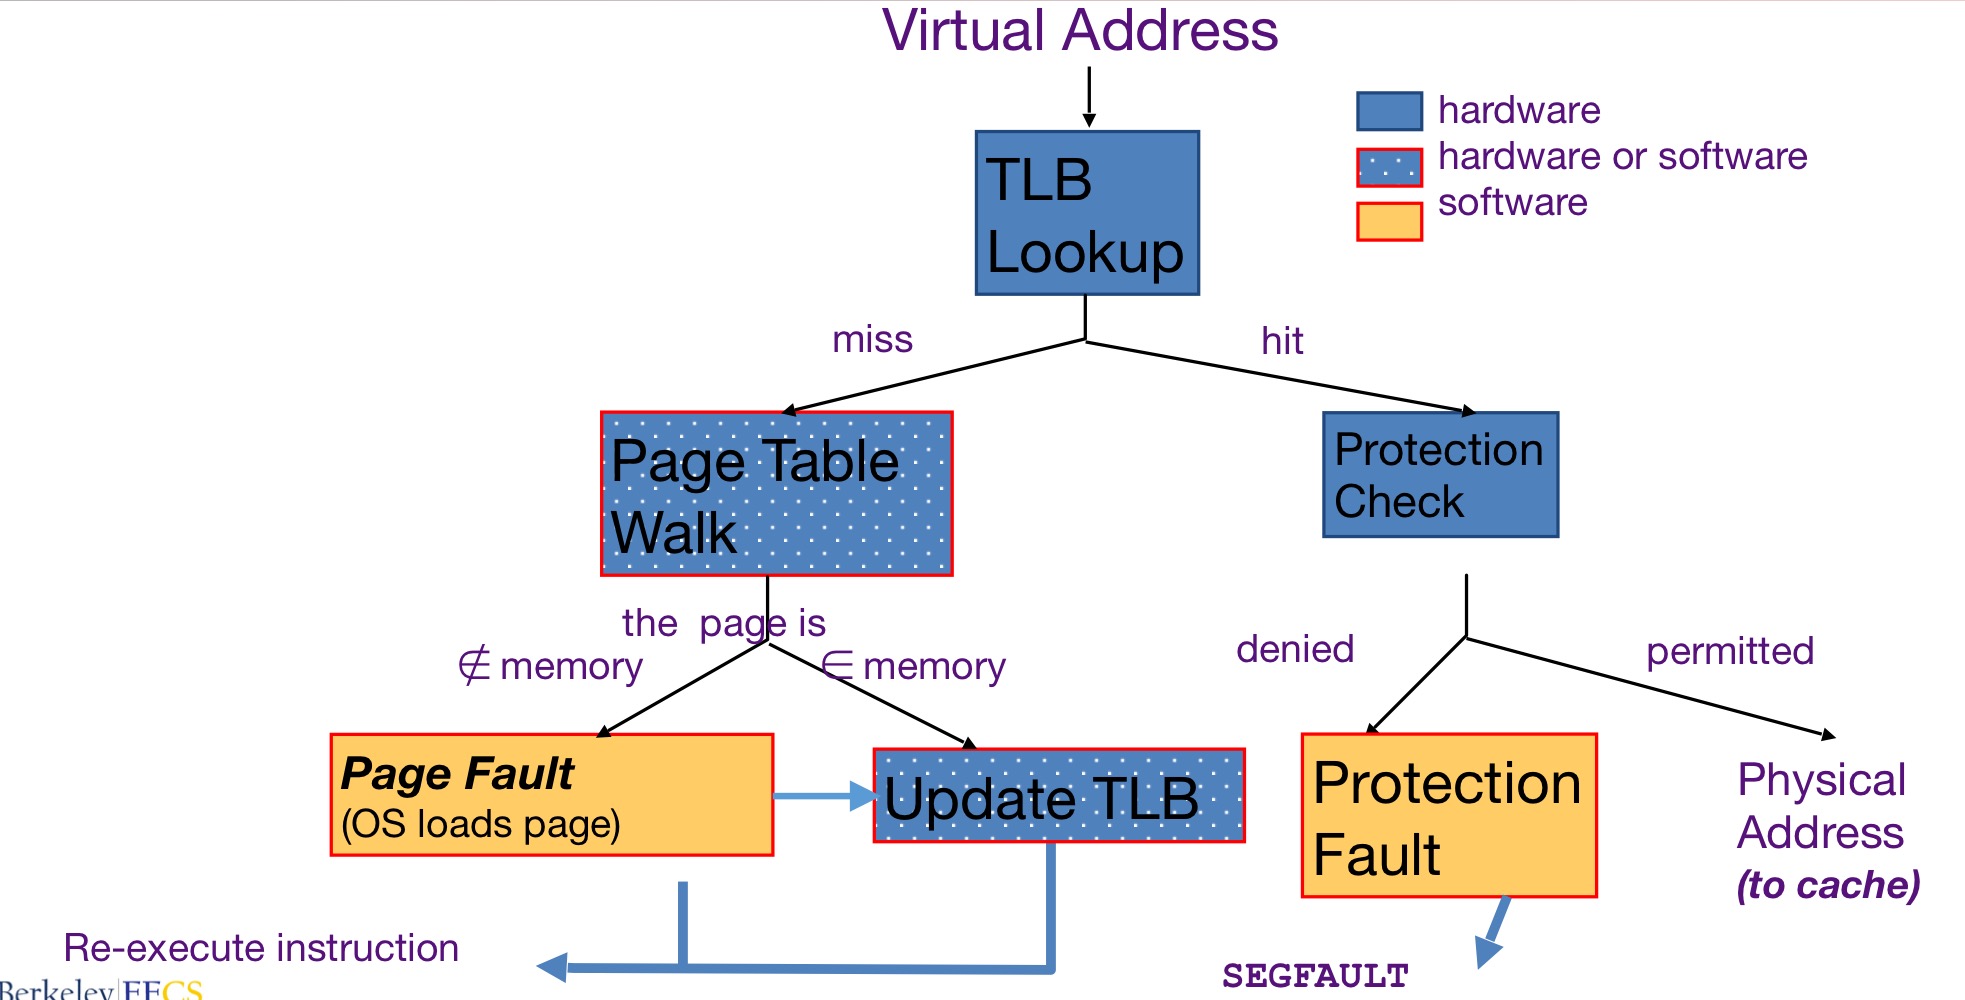 Virtual Address
hardware
hardware or software
software
TLB
Lookup
miss
hit
Page Table
Walk
Protection
Check
the page is
∉ memory
∈ memory
denied
permitted
Page Fault
(OS loads page)
Update TLB
Protection
Fault
Physical
Address
(to cache)
Re-execute instruction
SEGFAULT
Berkeley|EECS